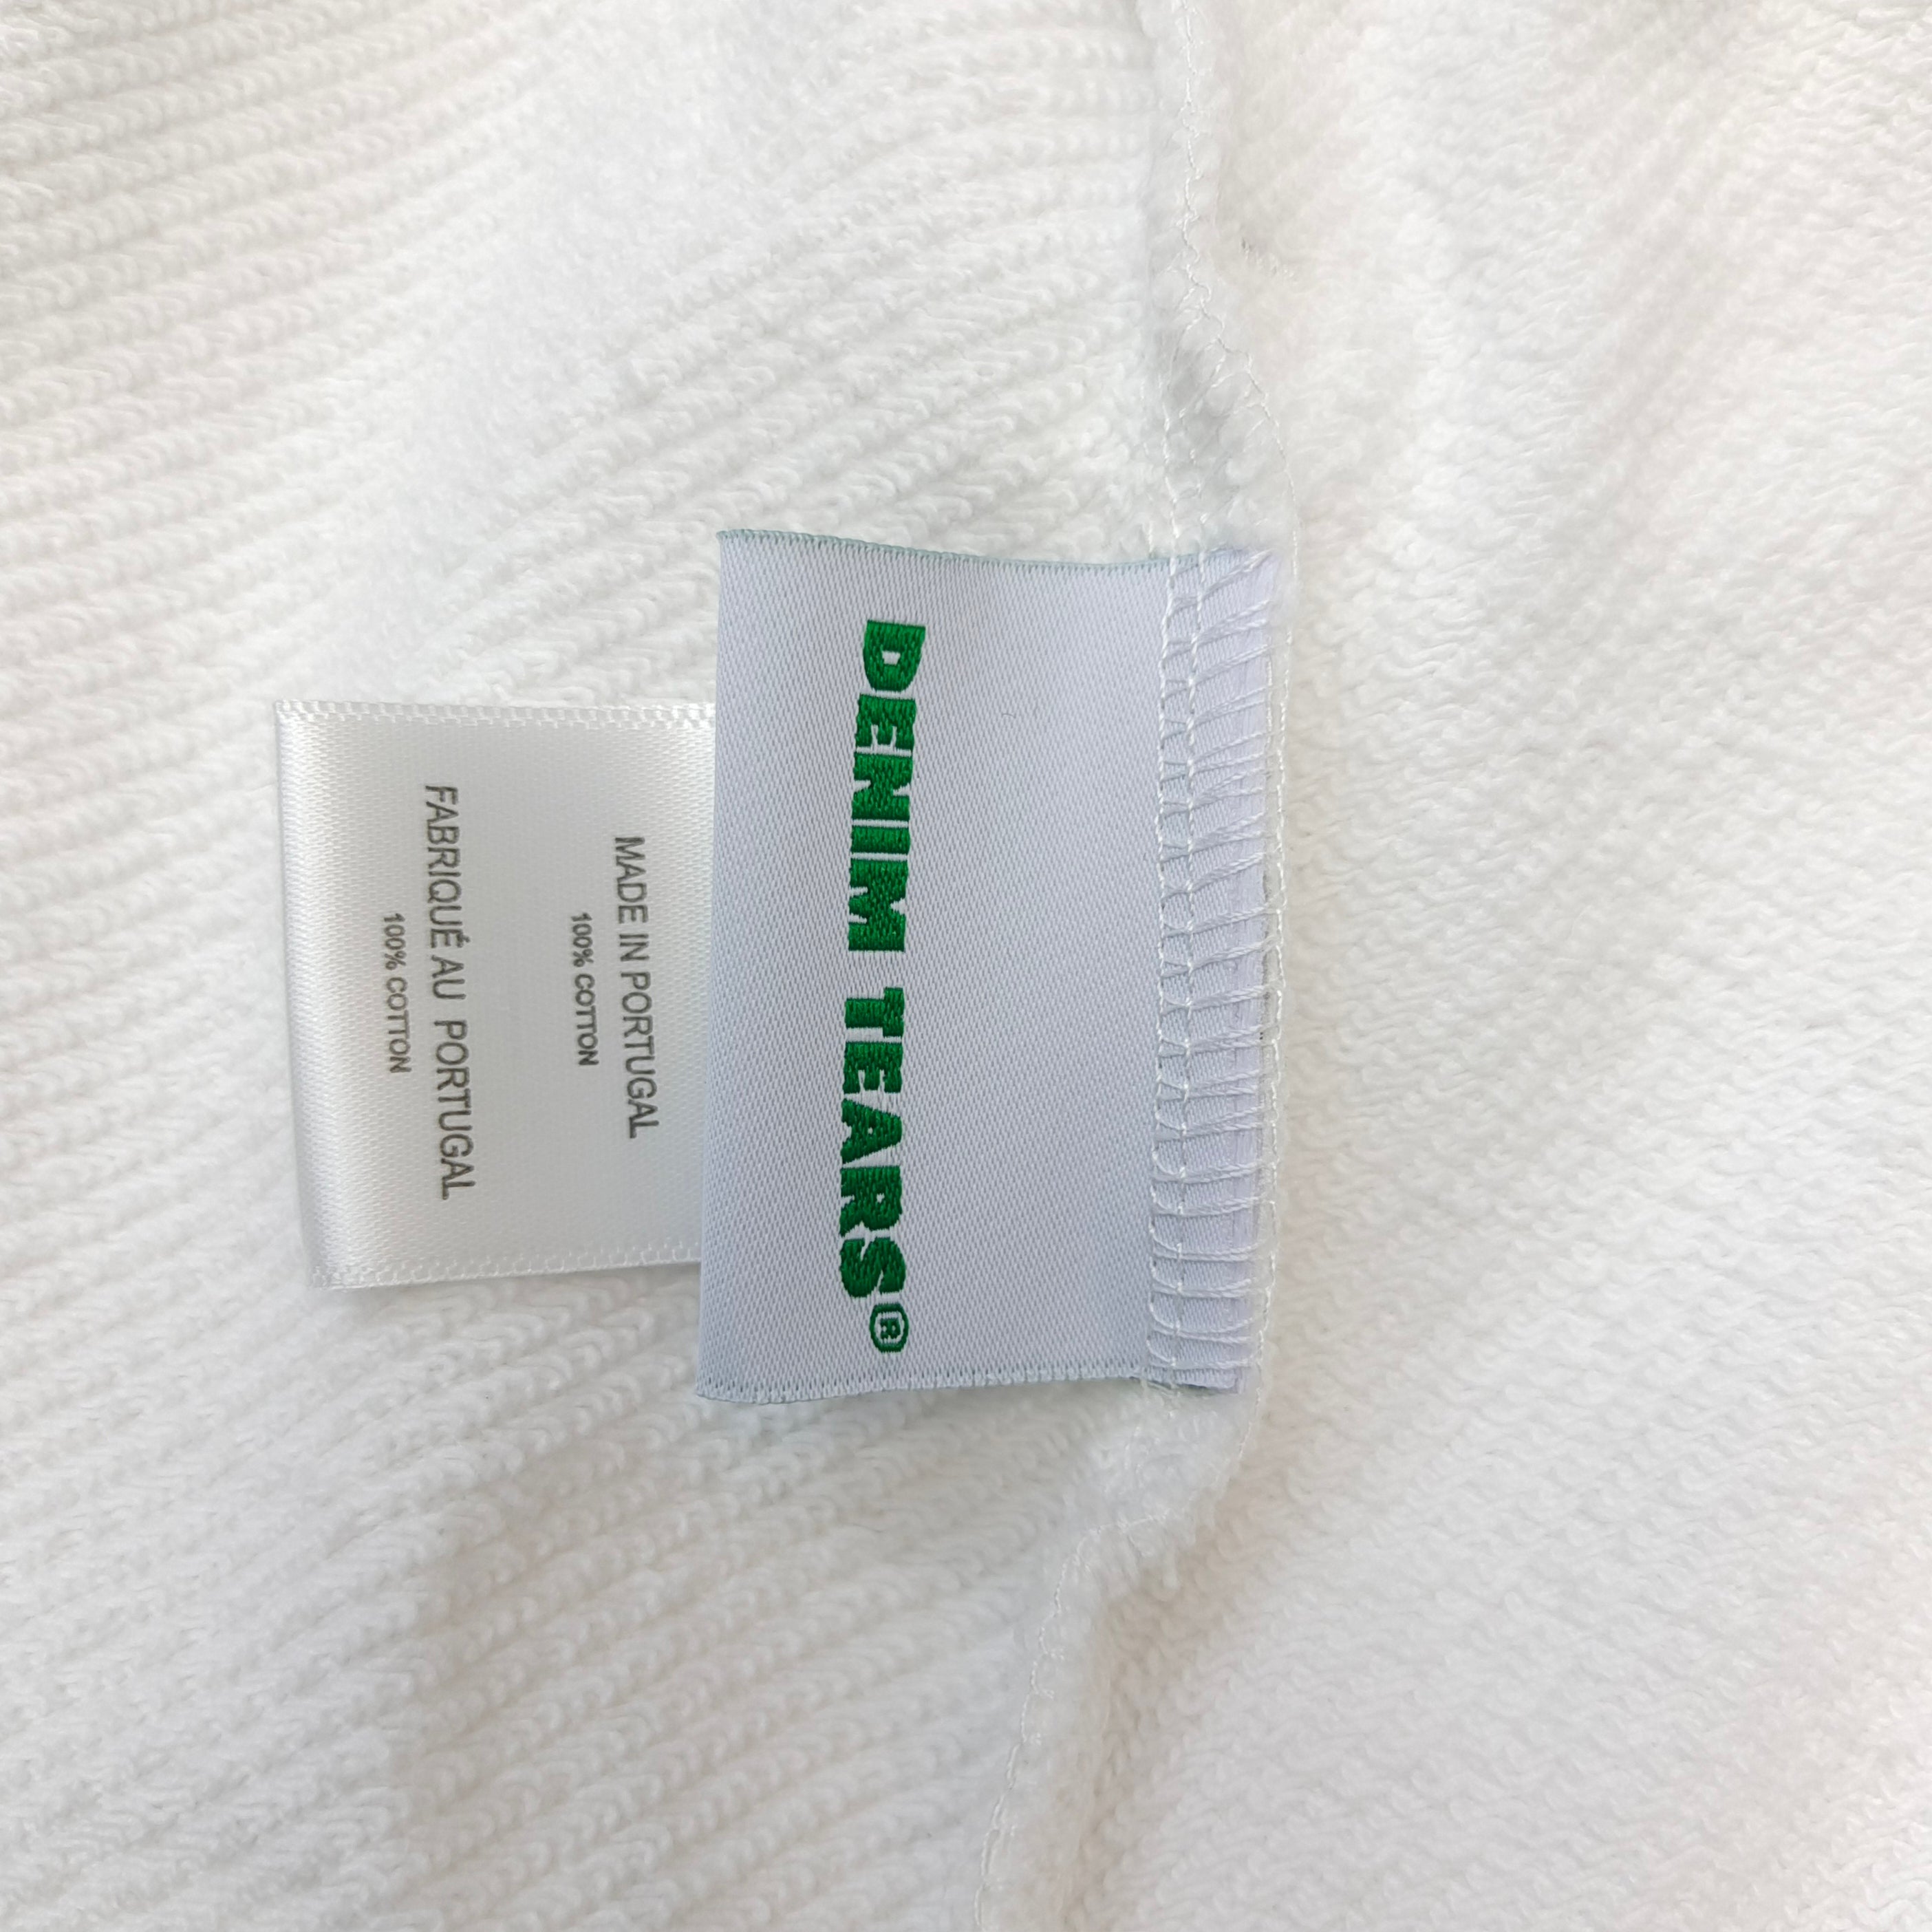 DENIM TEARS®
MADE IN PORTUGAL
100% COTTON
FABRIQUÉ AU PORTUGAL
100% COTTON